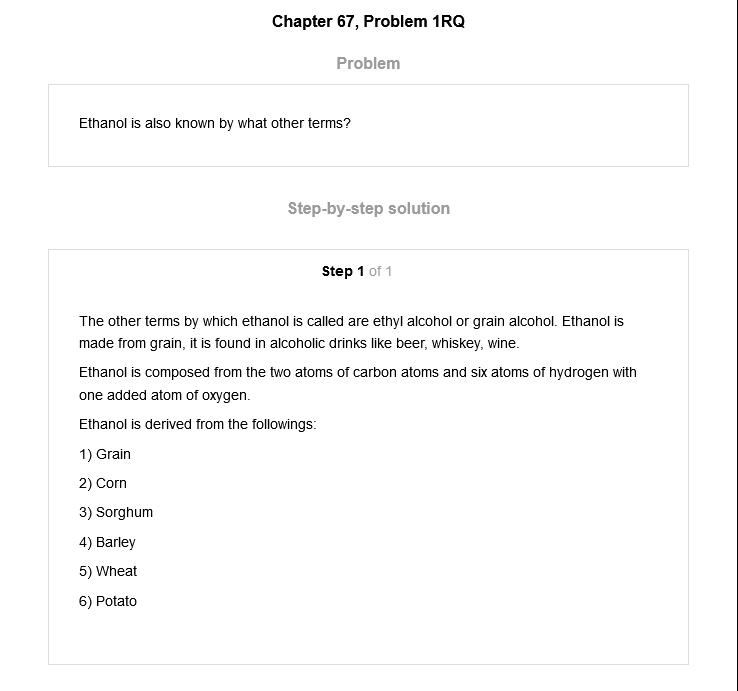 Chapter 67, Problem 1RQ
Problem
Ethanol is also known by what other terms?
Step-by-step solution
Step 1 of 1
The other terms by which ethanol is called are ethyl alcohol or grain alcohol. Ethanol is
made from grain, it is found in alcoholic drinks like beer, whiskey, wine.
Ethanol is composed from the two atoms of carbon atoms and six atoms of hydrogen with
one added atom of oxygen.
Ethanol is derived from the followings:
1) Grain
2) Corn
3) Sorghum
4) Barley
5) Wheat
6) Potato